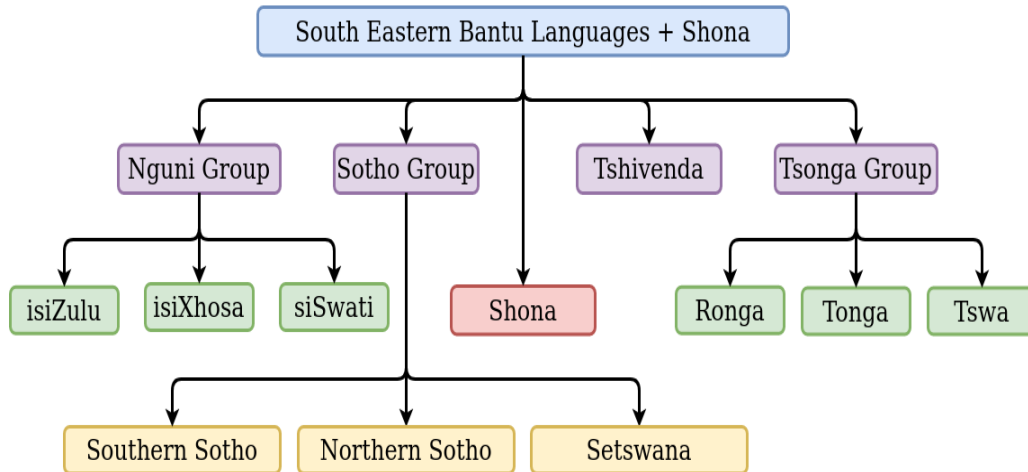 South Eastern Bantu Languages + Shona
Nguni Group
Sotho Group
Tshivenda
Tsonga Group
isiZulu
isiXhosa
siSwati
Shona
Ronga
Tonga
Tswa
Southern Sotho
Northern Sotho
Setswana